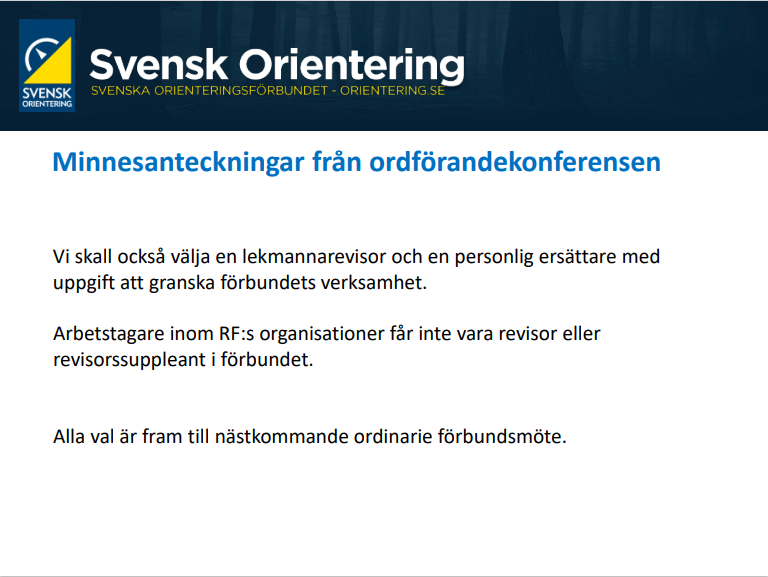 SVENSK
ORIENTERING
Svensk Orientering
SVENSKA ORIENTERINGSFÖRBUNDET - ORIENTERING.SE
Minnesanteckningar från ordförandekonferensen
Vi skall också välja en lekmannarevisor och en personlig ersättare med
uppgift att granska förbundets verksamhet.
Arbetstagare inom RF:s organisationer får inte vara revisor eller
revisorssuppleant i förbundet.
Alla val är fram till nästkommande ordinarie förbundsmöte.